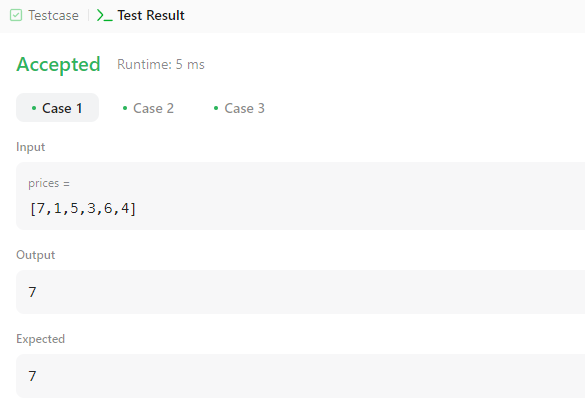 Testcase
Test Result
Accepted Runtime: 5 ms
Case 1 Case 2 Case 3
Input
prices =
[7,1,5,3,6,4]
Output
7
Expected
7